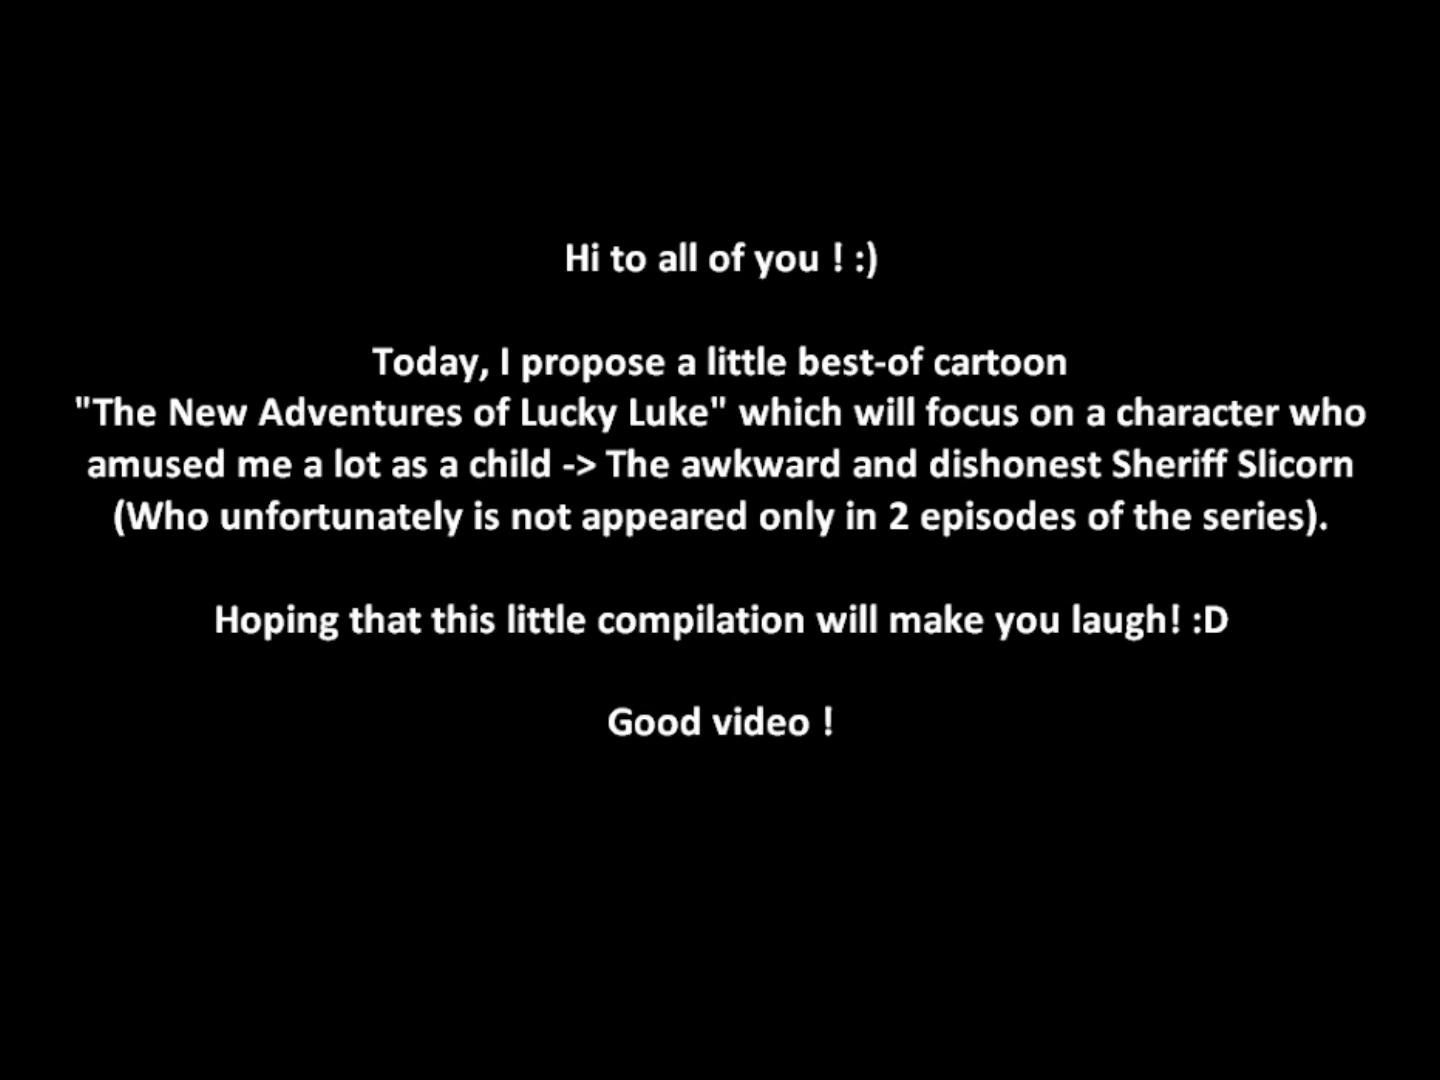 Hi to all of you ! :)
Today, I propose a little best-of cartoon
"The New Adventures of Lucky Luke" which will focus on a character who
amused me a lot as a child -> The awkward and dishonest Sheriff Slicorn
(Who unfortunately is not appeared only in 2 episodes of the series).
Hoping that this little compilation will make you laugh! :D
Good video !